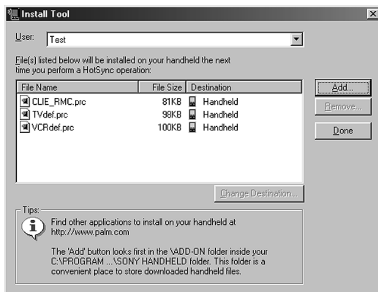 Install Tool
User: Test
File(s) listed below will be installed on your handheld the next
time you perform a HotSync operation:
File Name File Size Destination
CLIE_RMC.prc 81KB Handheld
TVdef.prc 98KB Handheld
VCRdef.prc 100KB Handheld
Add...
Remove...
Done
Change Destination...
Tips:
Find other applications to install on your handheld at
http://www.palm.com
The 'Add' button looks first in the \ADD-ON folder inside your
C:\PROGRAM ...\SONY HANDHELD folder. This folder is a
convenient place to store downloaded handheld files.